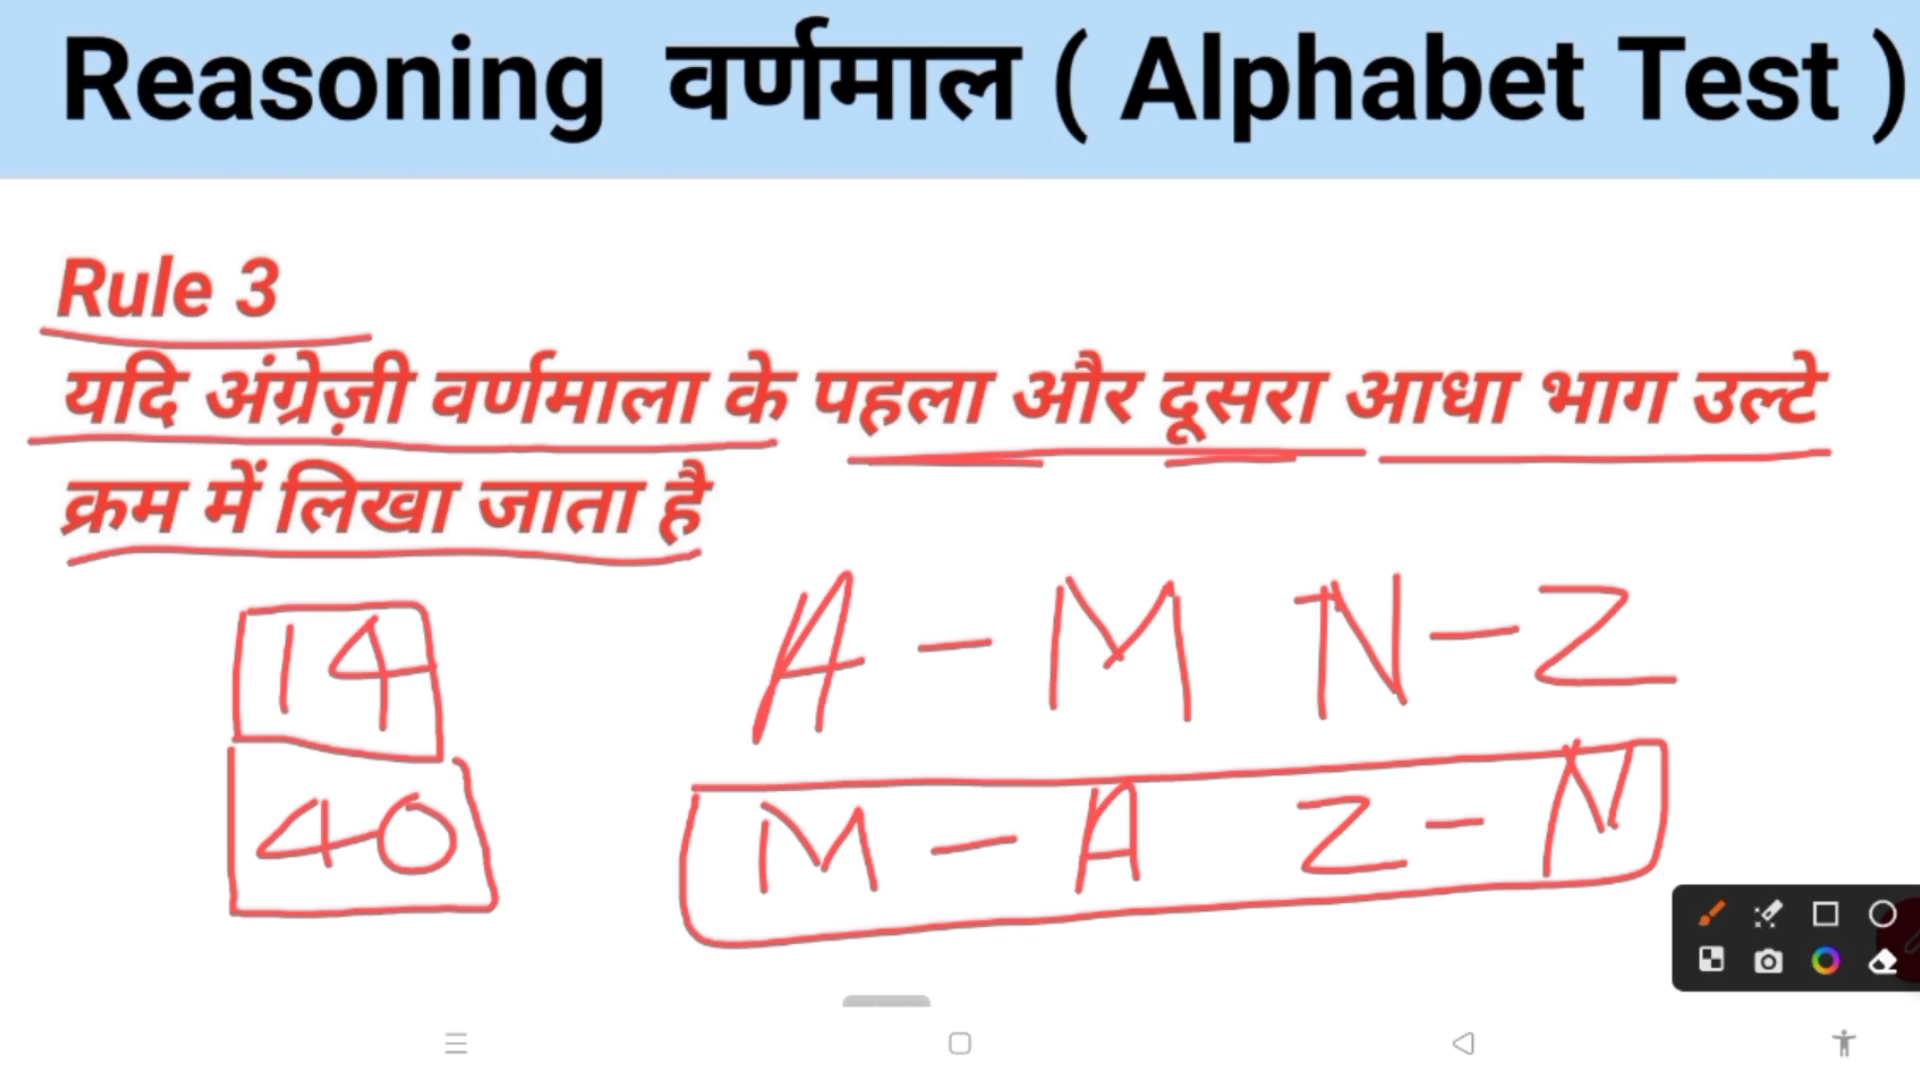 Reasoning वर्णमाल ( Alphabet Test )
Rule 3
यदि अंग्रेज़ी वर्णमाला के पहला और दूसरा आधा भाग उल्टे
क्रम में लिखा जाता है
14
40
A - M N - Z
M - A Z - N